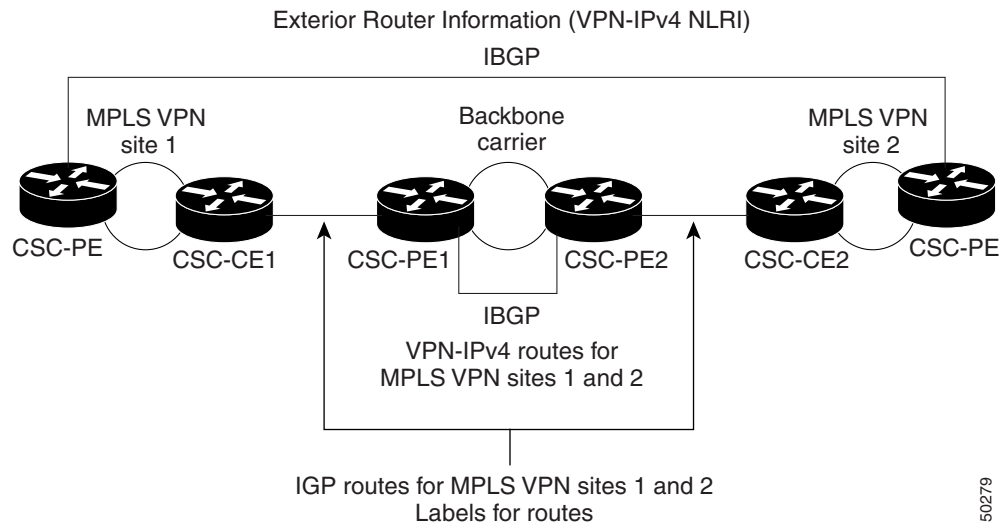 Exterior Router Information (VPN-IPv4 NLRI)
IBGP
MPLS VPN
site 1
Backbone
carrier
MPLS VPN
site 2
CSC-PE
CSC-CE1
CSC-PE1
CSC-PE2
CSC-CE2
CSC-PE
IBGP
VPN-IPv4 routes for
MPLS VPN sites 1 and 2
IGP routes for MPLS VPN sites 1 and 2
Labels for routes
50279